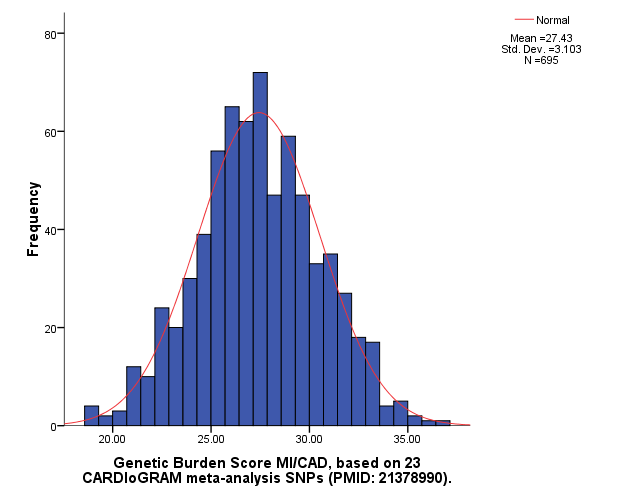 Normal
Mean =27.43
Std. Dev. =3.103
N =695
Frequency
80
60
40
20
0
20.00 25.00 30.00 35.00
Genetic Burden Score MI/CAD, based on 23
CARDIoGRAM meta-analysis SNPs (PMID: 21378990).